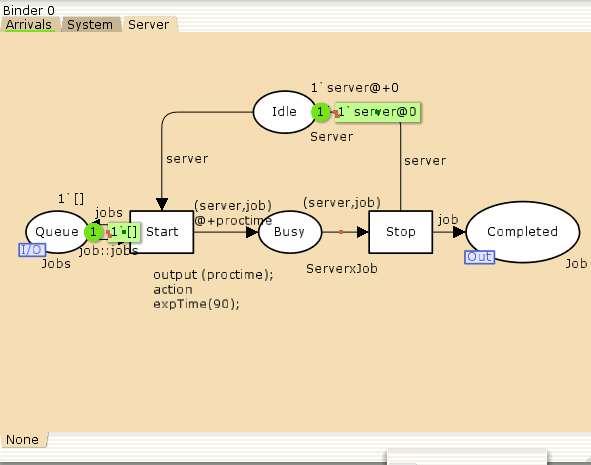 Binder 0
Arrivals System Server
1`server@+0
Idle
1
1`server@0
Server
server
server
1`[]
jobs
(server,job)
@+proctime
(server,job)
Queue
1
1`[]
Start
Busy
Stop
job
Completed
I/O
Jobs
job::jobs
ServerxJob
Out
Job
output (proctime);
action
expTime(90);
None